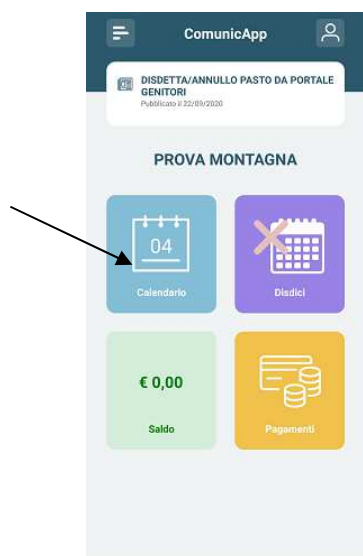 ComunicApp
DISDETTA/ANNULLO PASTO DA PORTALE
GENITORI
Pubblicato il 22/09/2020
PROVA MONTAGNA
04
Calendario
Disdici
€ 0,00
Saldo
Pagamenti